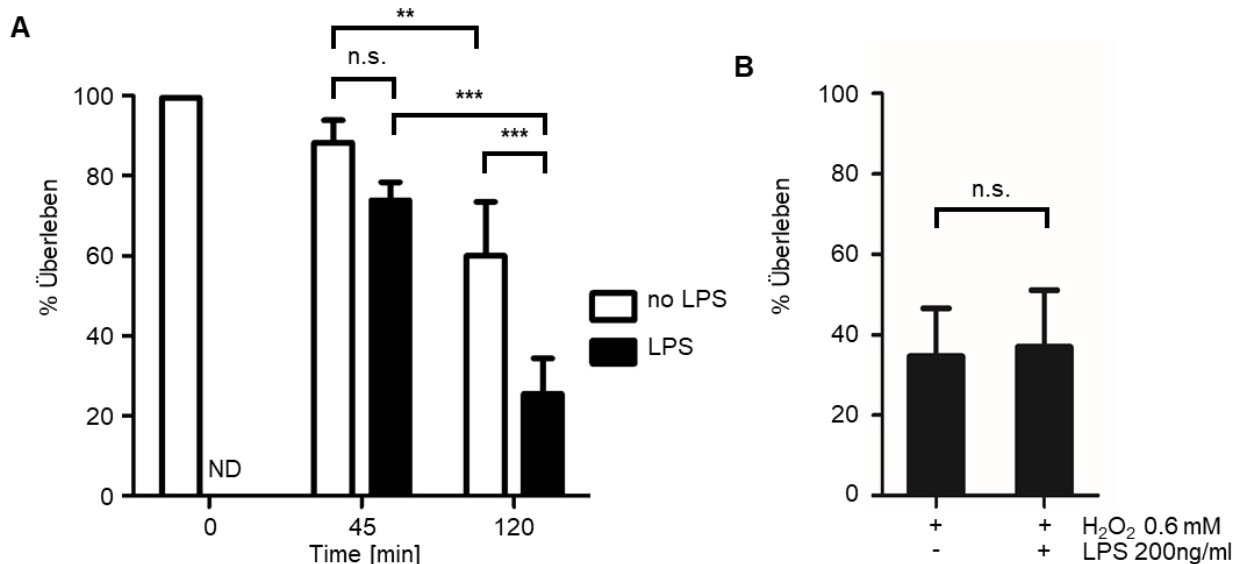 A
**
n.s.
***
***
100
80
60
40
20
0
% Überleben
ND
0
45
120
Time [min]
no LPS
LPS
B
100
80
60
40
20
0
% Überleben
n.s.
+ + H₂O₂ 0.6 mM
- + LPS 200ng/ml